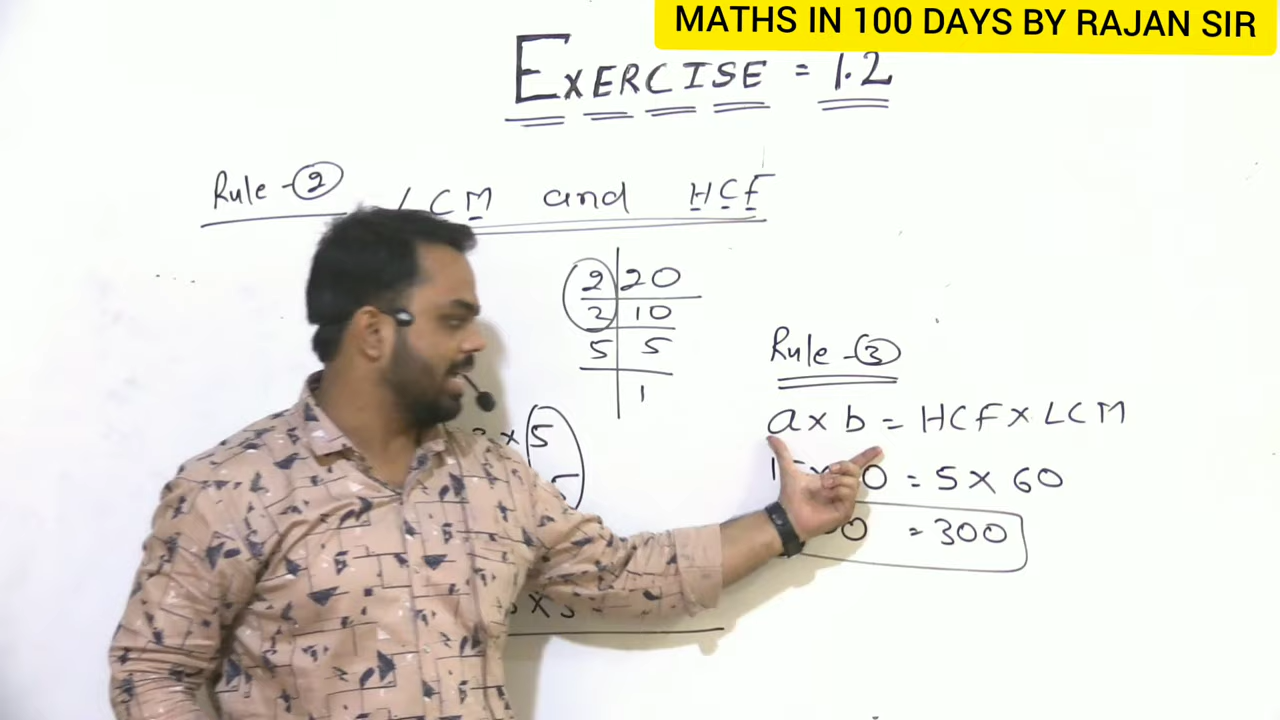 MATHS IN 100 DAYS BY RAJAN SIR
EXERCISE = 1.2
Rule - 2 LCM and HCF
2 | 20
2 | 10
5 | 5
1
Rule - 3
a x b = HCF x LCM
= 5 x 60
x 5
= 300